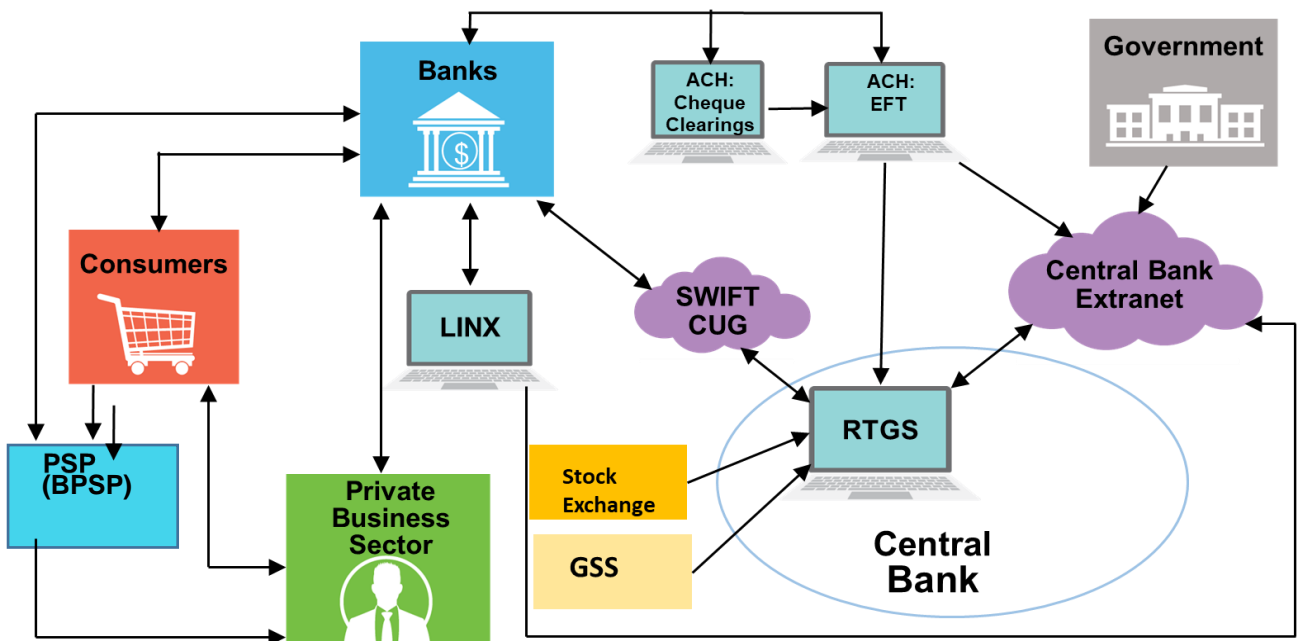 Banks
$
ACH:
Cheque
Clearings
ACH:
EFT
Government
Consumers
LINX
SWIFT
CUG
Central Bank
Extranet
PSP
(BPSP)
Private
Business
Sector
Stock
Exchange
GSS
RTGS
Central
Bank